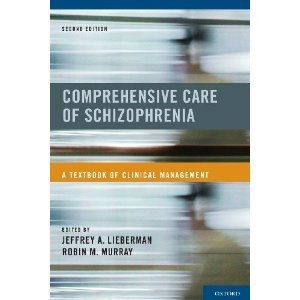 SECOND EDITION
COMPREHENSIVE CARE
OF SCHIZOPHRENIA
A TEXTBOOK OF CLINICAL MANAGEMENT
EDITED BY
JEFFREY A. LIEBERMAN
ROBIN M. MURRAY
OXFORD